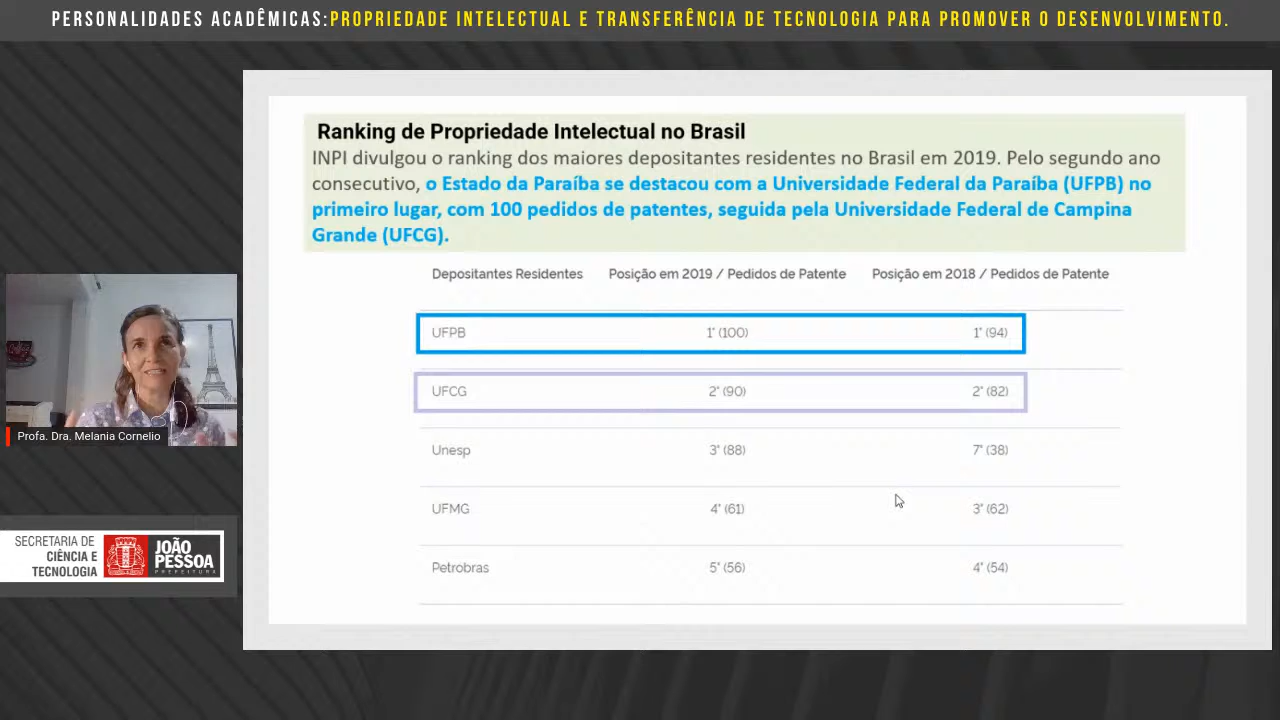 PERSONALIDADES ACADÊMICAS:PROPRIEDADE INTELECTUAL E TRANSFERÊNCIA DE TECNOLOGIA PARA PROMOVER O DESENVOLVIMENTO.
Ranking de Propriedade Intelectual no Brasil
INPI divulgou o ranking dos maiores depositantes residentes no Brasil em 2019. Pelo segundo ano
consecutivo, o Estado da Paraíba se destacou com a Universidade Federal da Paraíba (UFPB) no
primeiro lugar, com 100 pedidos de patentes, seguida pela Universidade Federal de Campina
Grande (UFCG).
Depositantes Residentes Posição em 2019 / Pedidos de Patente Posição em 2018 / Pedidos de Patente
UFPB 1° (100) 1° (94)
UFCG 2° (90) 2° (82)
Unesp 3° (88) 7° (38)
UFMG 4° (61) 3° (62)
Petrobras 5° (56) 4° (54)
Profa. Dra. Melania Cornelio
SECRETARIA DE
CIÊNCIA E
TECNOLOGIA
JOÃO
PESSOA
PREFEITURA